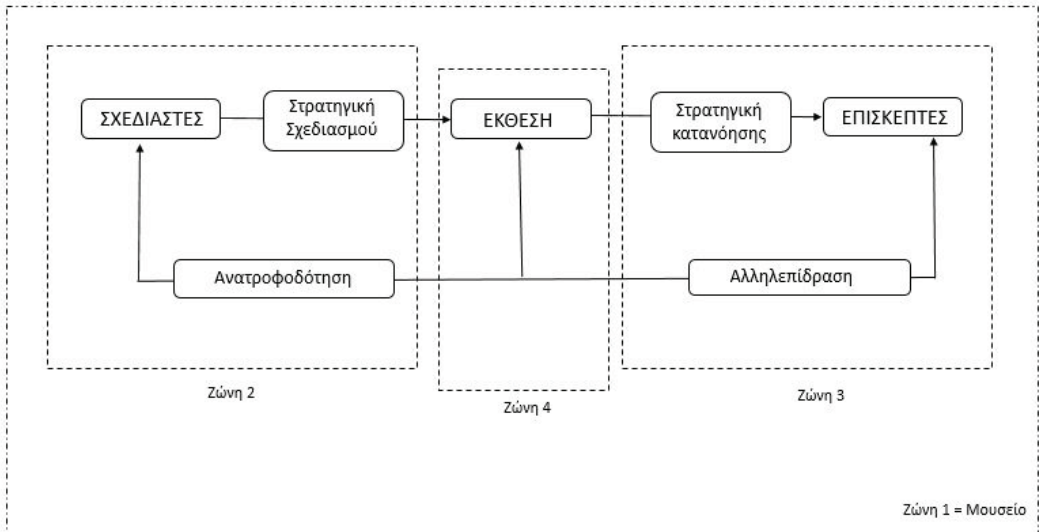 ΣΧΕΔΙΑΣΤΕΣ
Στρατηγική
Σχεδιασμού
ΕΚΘΕΣΗ
Στρατηγική
κατανόησης
ΕΠΙΣΚΕΠΤΕΣ
Ανατροφοδότηση
Αλληλεπίδραση
Ζώνη 2
Ζώνη 4
Ζώνη 3
Ζώνη 1 = Μουσείο